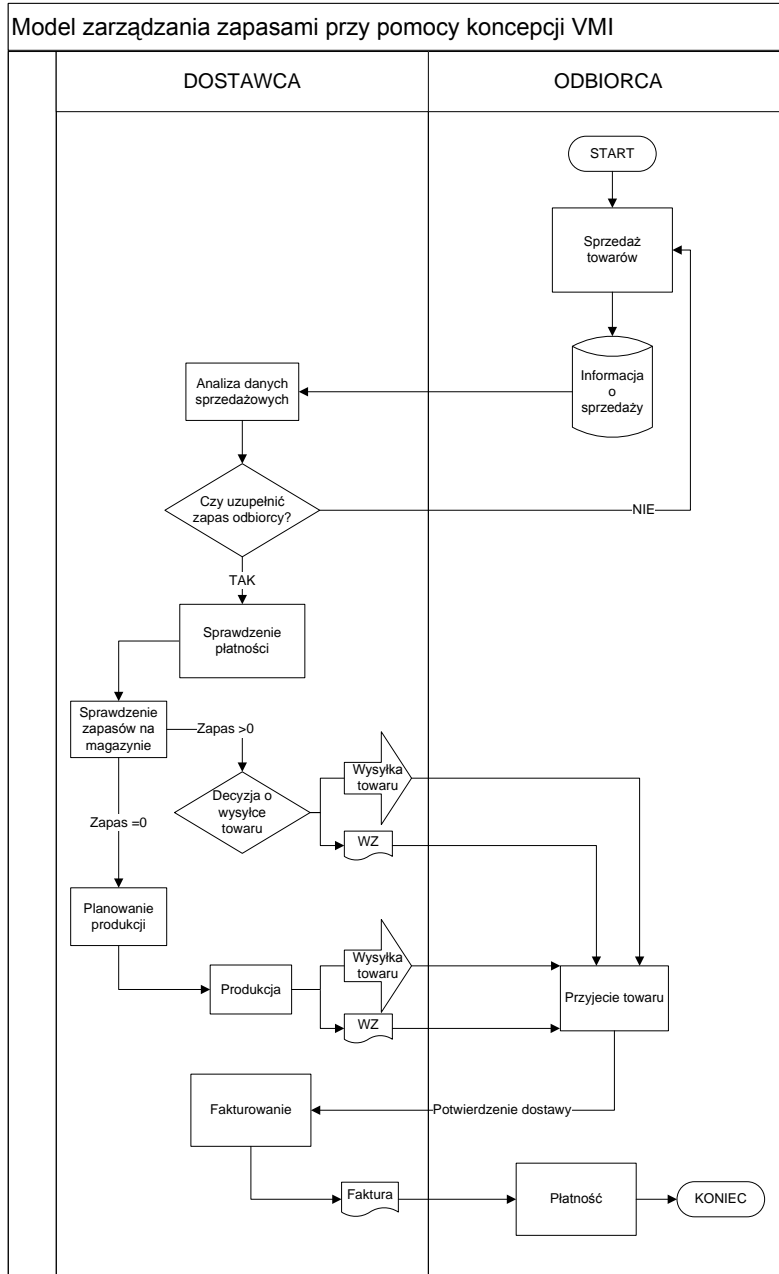 Model zarządzania zapasami przy pomocy koncepcji VMI
DOSTAWCA
ODBIORCA
START
Sprzedaż
towarów
Informacja
o
sprzedaży
Analiza danych
sprzedażowych
Czy uzupełnić
zapas odbiorcy?
NIE
TAK
Sprawdzenie
płatności
Sprawdzenie
zapasów na
magazynie
Zapas >0
Decyzja o
wysyłce
towaru
Wysyłka
towaru
WZ
Zapas =0
Planowanie
produkcji
Produkcja
Wysyłka
towaru
WZ
Przyjecie towaru
Fakturowanie
Potwierdzenie dostawy
Faktura
Płatność
KONIEC